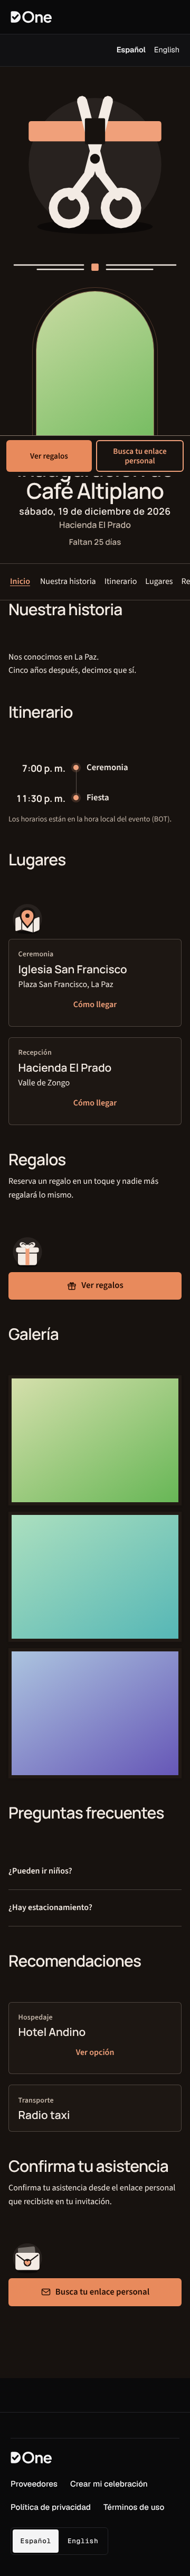 One
Español English
Ver regalos
Busca tu enlace
personal
Café Altiplano
sábado, 19 de diciembre de 2026
Hacienda El Prado
Faltan 25 días
Inicio Nuestra historia Itinerario Lugares Re
Nuestra historia
Nos conocimos en La Paz.
Cinco años después, decimos que sí.
Itinerario
7:00 p. m. Ceremonia
11:30 p. m. Fiesta
Los horarios están en la hora local del evento (BOT).
Lugares
Ceremonia
Iglesia San Francisco
Plaza San Francisco, La Paz
Cómo llegar
Recepción
Hacienda El Prado
Valle de Zongo
Cómo llegar
Regalos
Reserva un regalo en un toque y nadie más
regalará lo mismo.
Ver regalos
Galería
Preguntas frecuentes
¿Pueden ir niños?
¿Hay estacionamiento?
Recomendaciones
Hospedaje
Hotel Andino
Ver opción
Transporte
Radio taxi
Confirma tu asistencia
Confirma tu asistencia desde el enlace personal
que recibiste en tu invitación.
Busca tu enlace personal
One
Proveedores Crear mi celebración
Política de privacidad Términos de uso
Español English